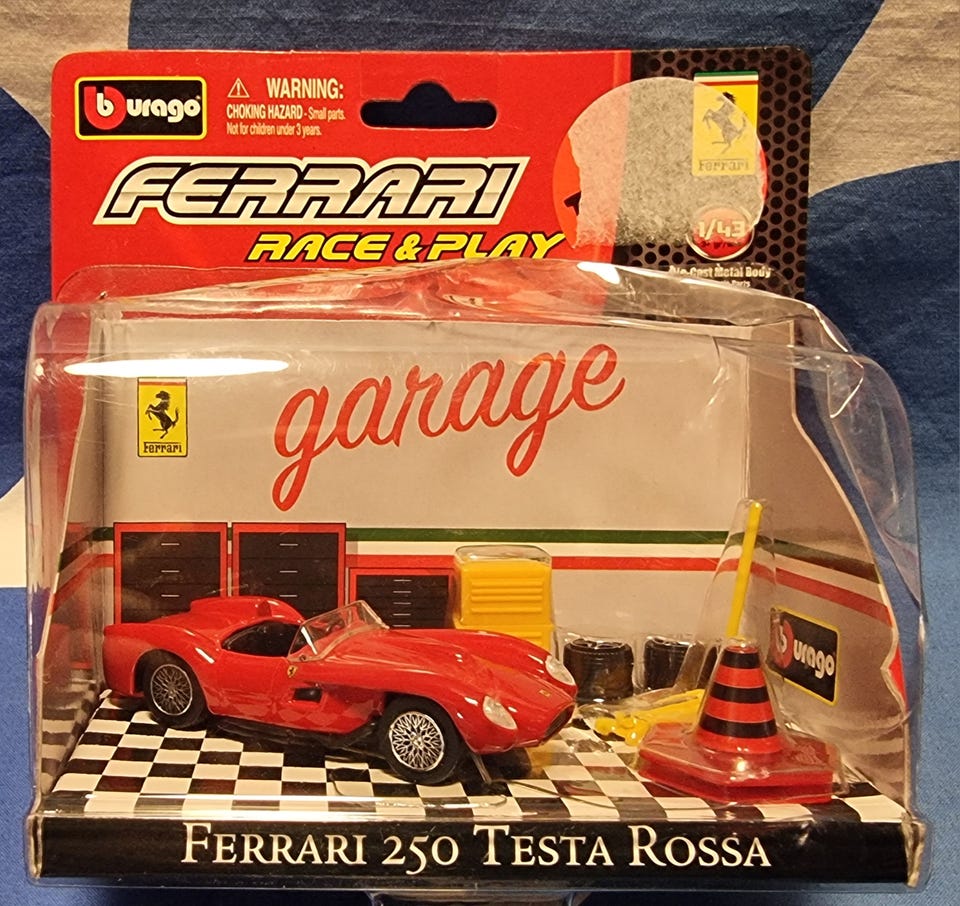 burago
WARNING:
CHOKING HAZARD - Small parts.
Not for children under 3 years.
Ferrari
FERRARI
RACE & PLAY
1/43
Die-Cast Metal Body
Parts
garage
Ferrari
burago
FERRARI 250 TESTA ROSSA